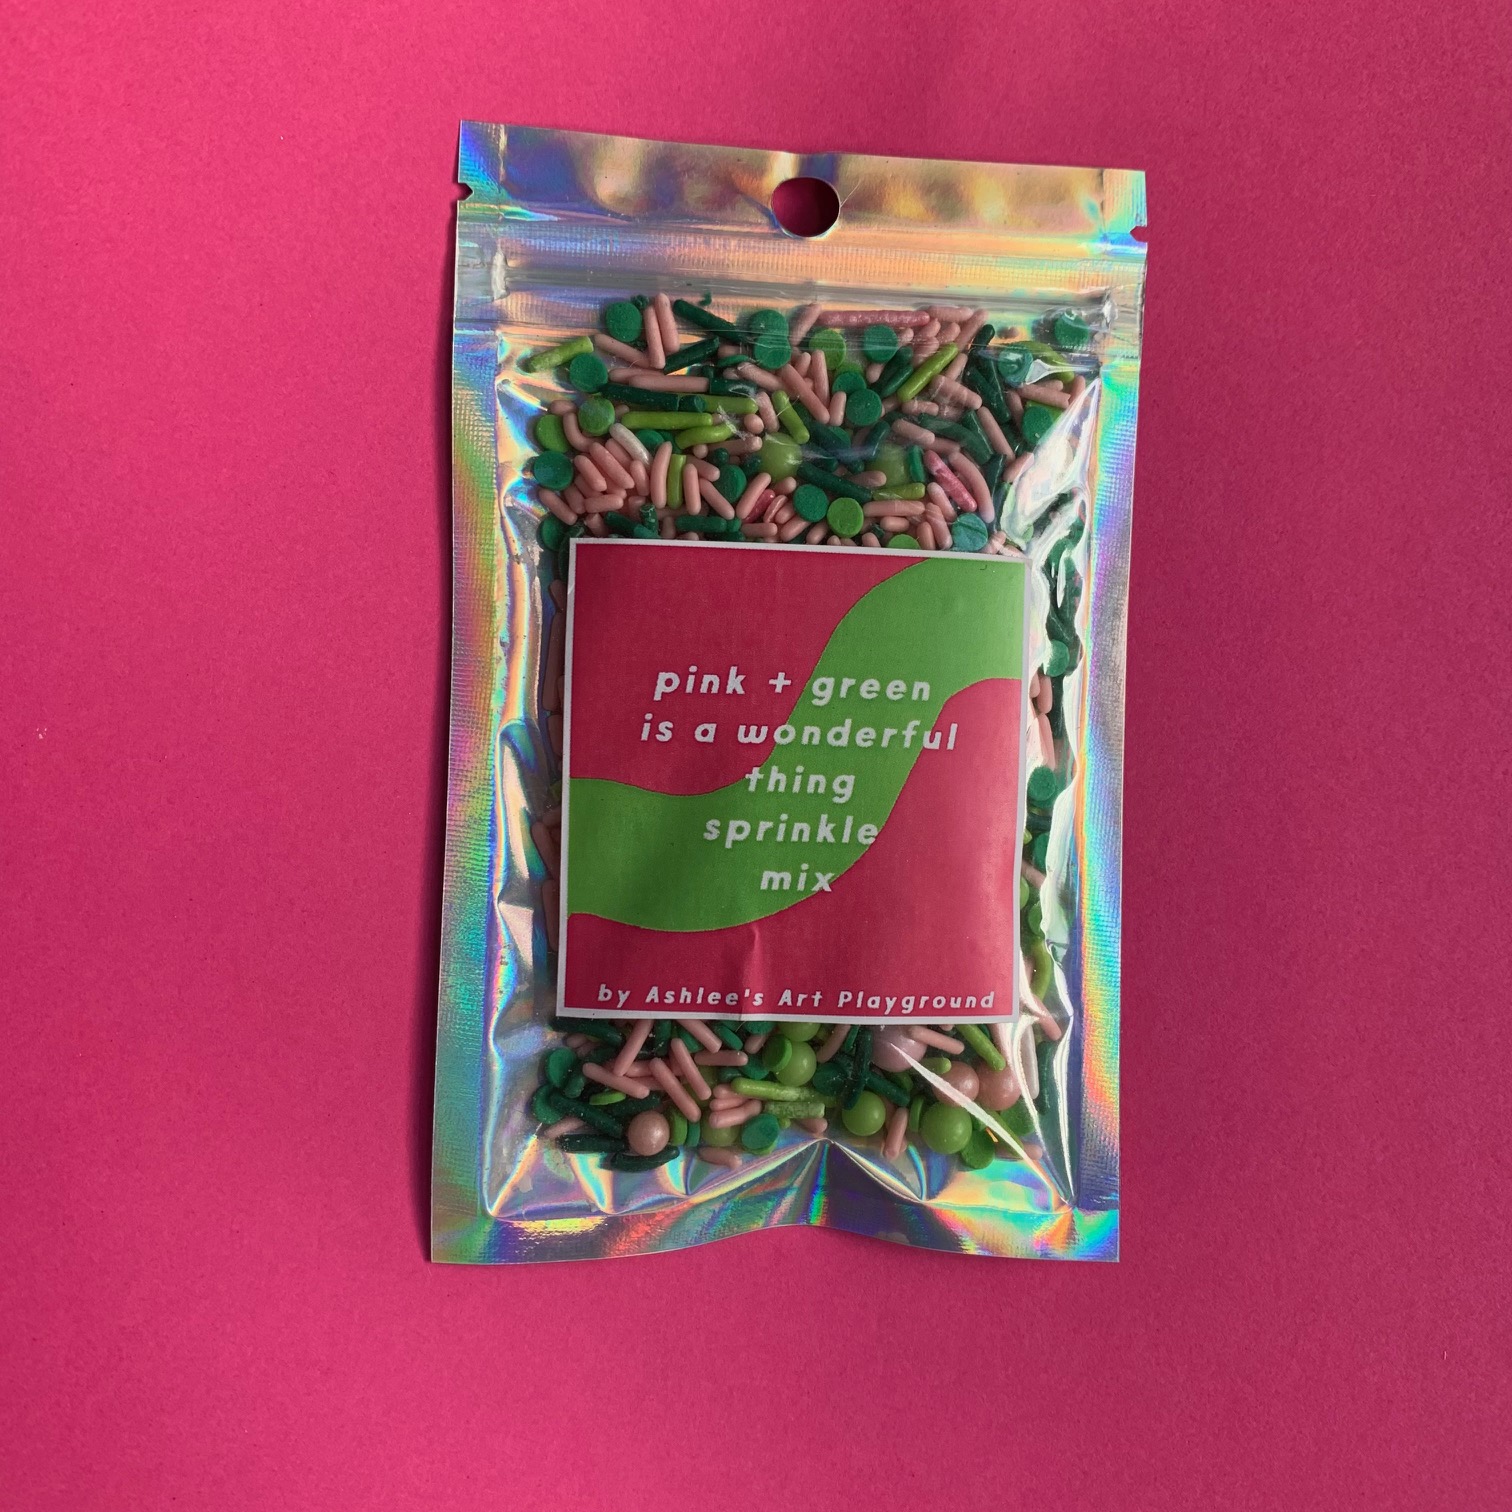 pink + green
is a wonderful
thing
sprinkle
mix
by Ashlee's Art Playground